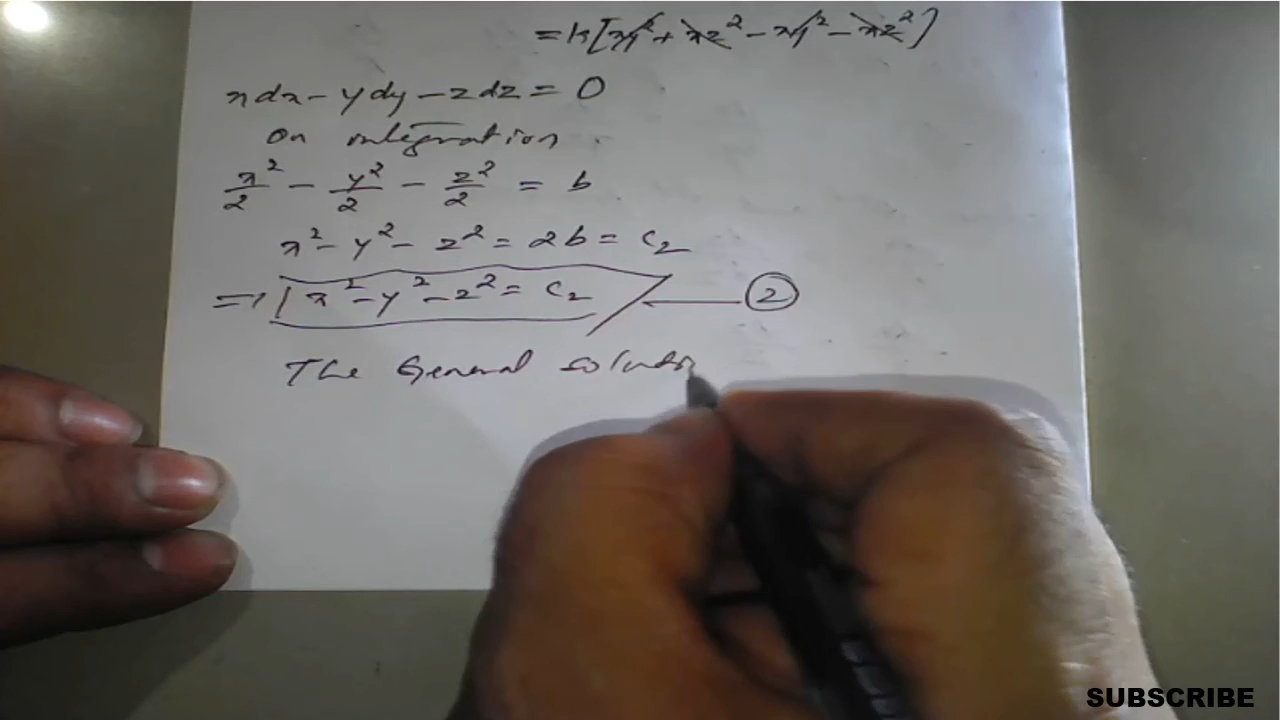 = k[xy² + xz² - xy² - xz²]
xdx - ydy - zdz = 0
On integration
x²/2 - y²/2 - z²/2 = b
x² - y² - z² = 2b = c₂
=> x² - y² - z² = c₂ ②
The General solutio
SUBSCRIBE